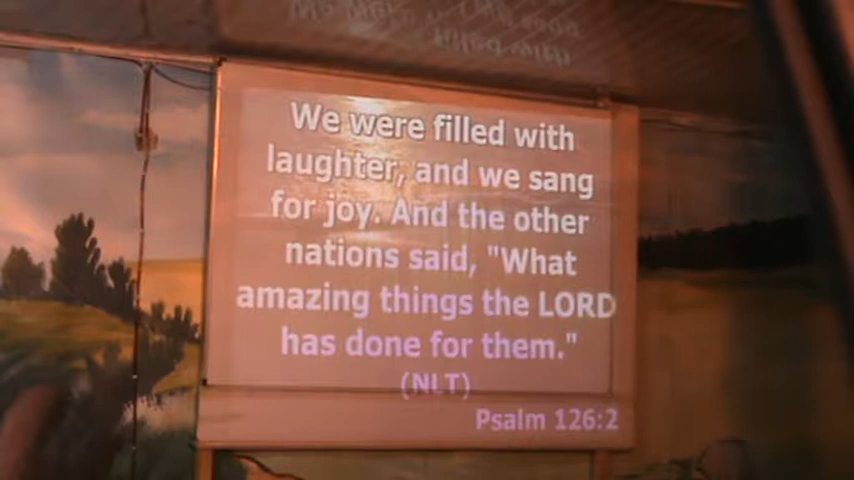 We were filled with
laughter, and we sang
for joy. And the other
nations said, "What
amazing things the LORD
has done for them."
(NLT)
Psalm 126:2